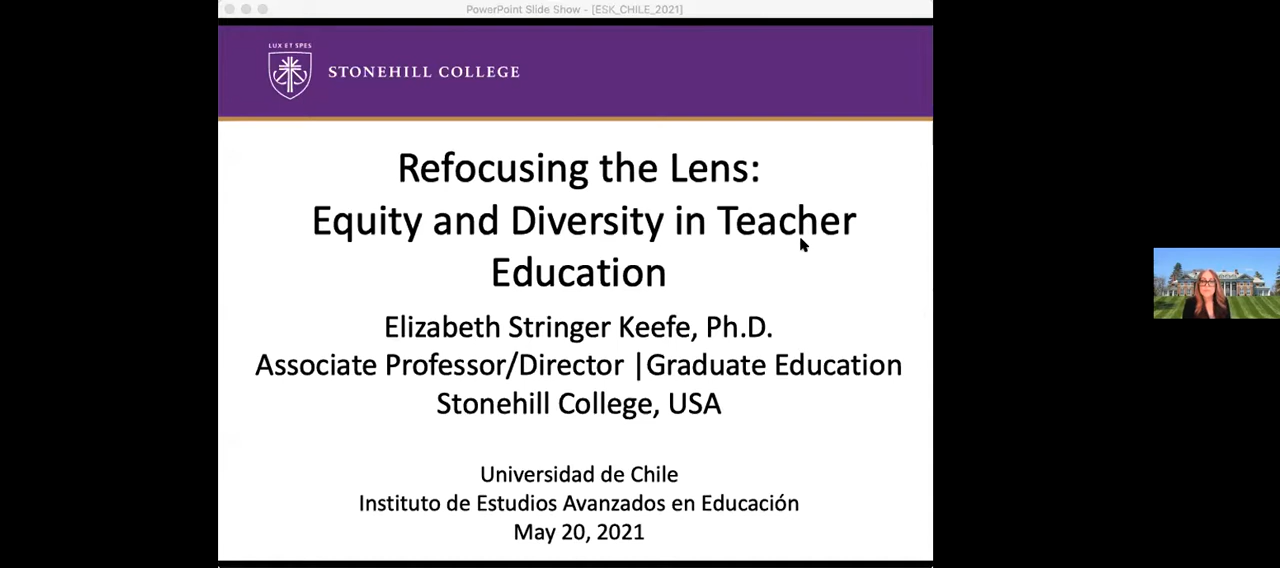 PowerPoint Slide Show - [ESK_CHILE_2021]
LUX ET SPES
STONEHILL COLLEGE
Refocusing the Lens:
Equity and Diversity in Teacher
Education
Elizabeth Stringer Keefe, Ph.D.
Associate Professor/Director |Graduate Education
Stonehill College, USA
Universidad de Chile
Instituto de Estudios Avanzados en Educación
May 20, 2021